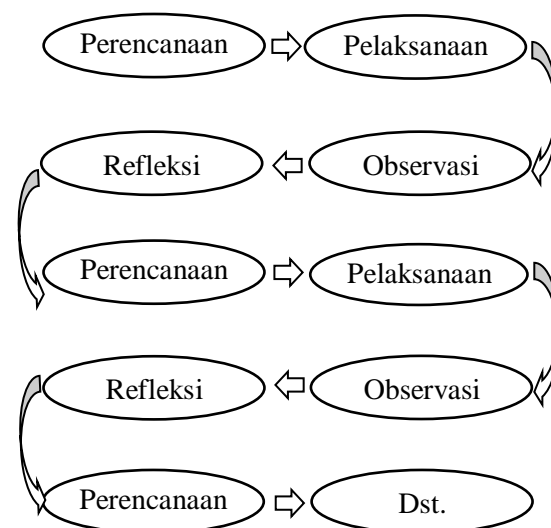 Perencanaan
Pelaksanaan
Refleksi
Observasi
Perencanaan
Pelaksanaan
Refleksi
Observasi
Perencanaan
Dst.